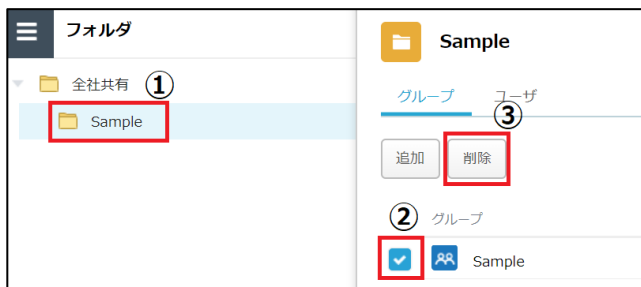 フォルダ
全社共有 ①
Sample
Sample
グループ ユーザ
③
追加 削除
② グループ
Sample